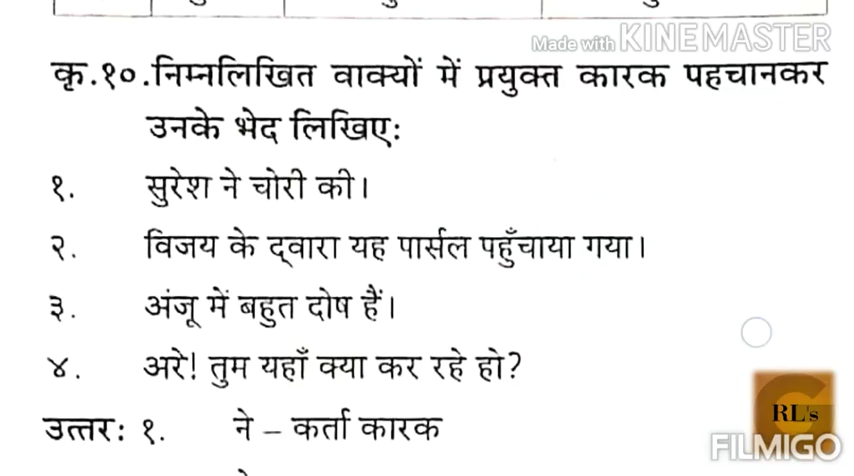 Made with KINEMASTER
कृ.१०.निम्नलिखित वाक्यों में प्रयुक्त कारक पहचानकर
उनके भेद लिखिए:
१. सुरेश ने चोरी की।
२. विजय के द्वारा यह पार्सल पहुँचाया गया।
३. अंजू में बहुत दोष हैं।
४. अरे! तुम यहाँ क्या कर रहे हो?
उत्तर: १. ने – कर्ता कारक
RL's
FILMIGO